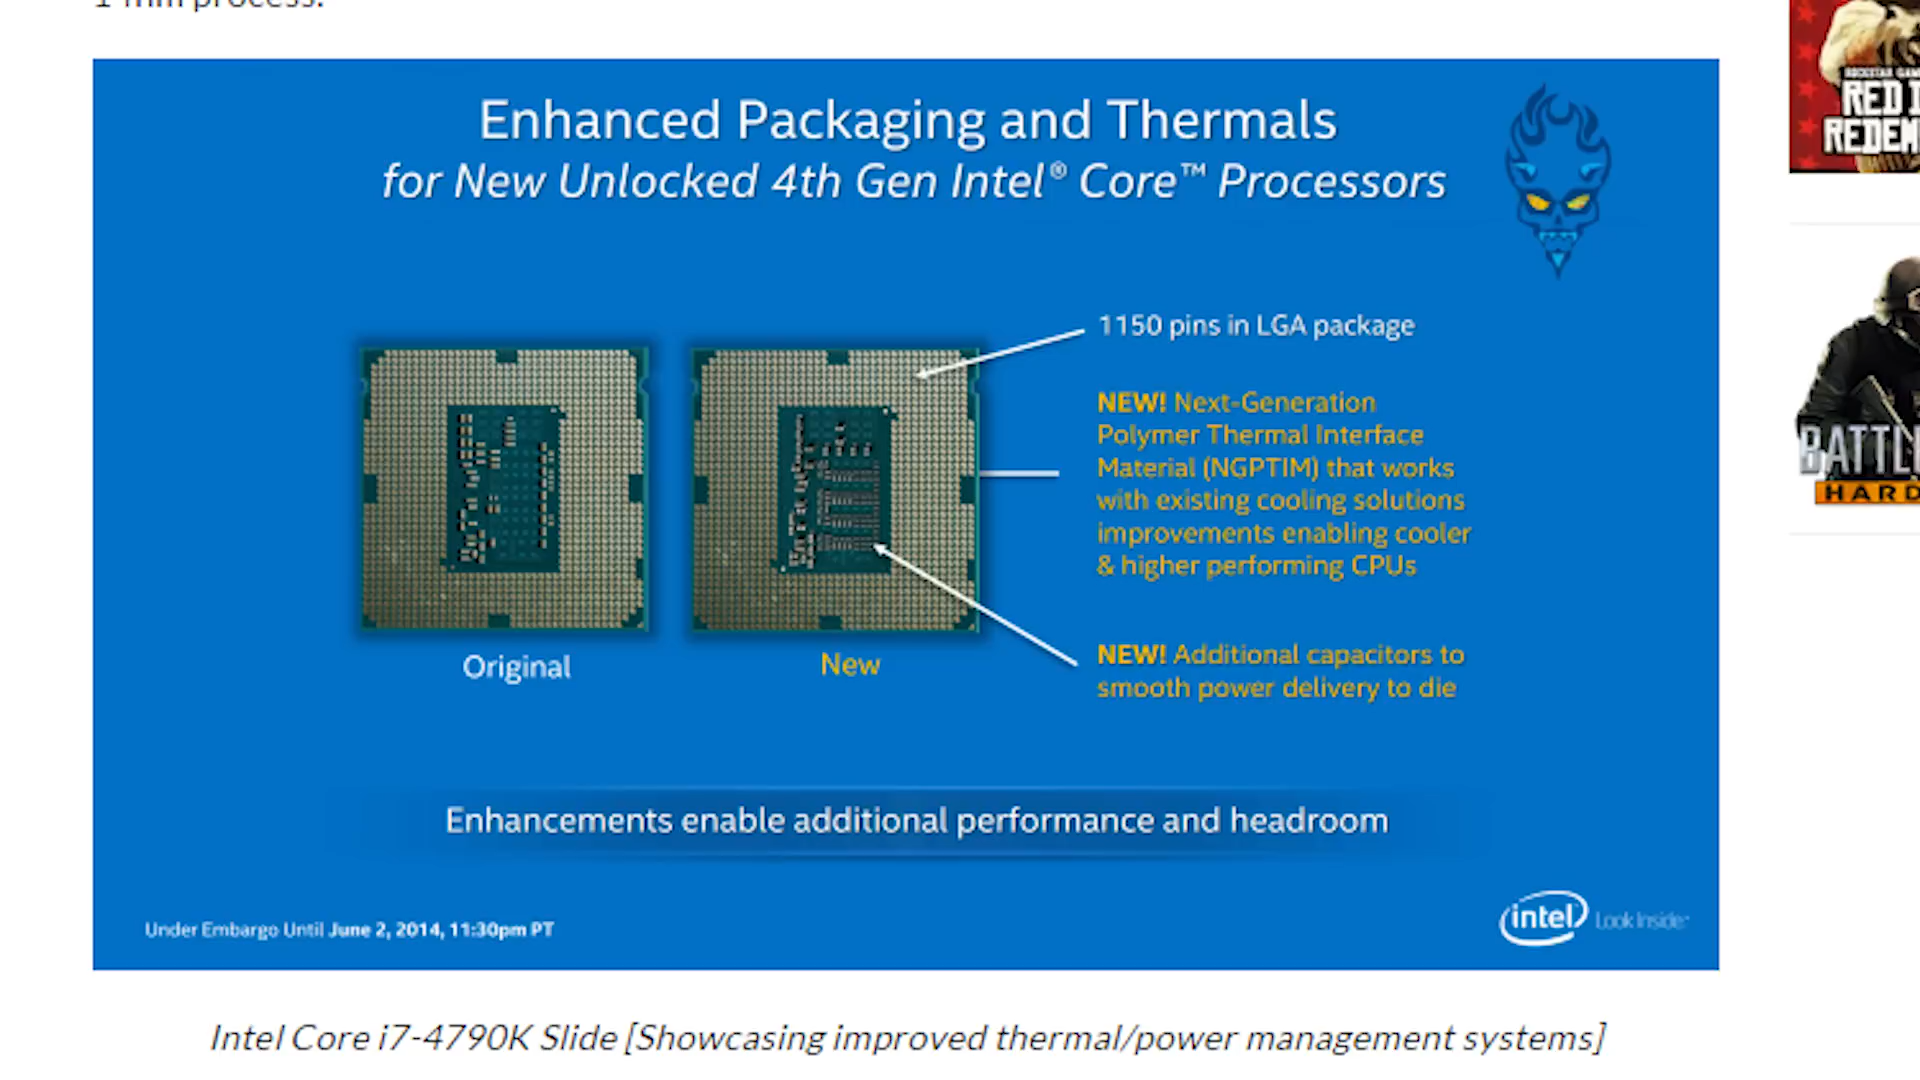 Enhanced Packaging and Thermals
for New Unlocked 4th Gen Intel® Core™ Processors
1150 pins in LGA package
NEW! Next-Generation
Polymer Thermal Interface
Material (NGPTIM) that works
with existing cooling solutions
improvements enabling cooler
& higher performing CPUs
NEW! Additional capacitors to
smooth power delivery to die
Original
New
Enhancements enable additional performance and headroom
Under Embargo Until June 2, 2014, 11:30pm PT
intel Look Inside.™
Intel Core i7-4790K Slide [Showcasing improved thermal/power management systems]
RED
HARD